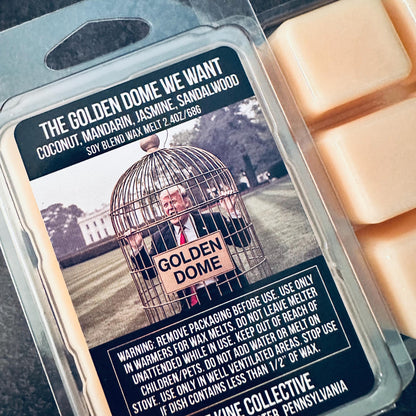 THE GOLDEN DOME WE WANT
COCONUT, MANDARIN, JASMINE, SANDALWOOD
SOY BLEND WAX MELT 2.4OZ/68G
GOLDEN
DOME
WARNING: REMOVE PACKAGING BEFORE USE. USE ONLY
IN WARMERS FOR WAX MELTS. DO NOT LEAVE MELTER
UNATTENDED WHILE IN USE. KEEP OUT OF REACH OF
CHILDREN/PETS. DO NOT ADD WATER OR MELT ON
STOVE. USE ONLY IN WELL VENTILATED AREAS. STOP USE
IF DISH CONTAINS LESS THAN 1/2" OF WAX.
COLLECTIVE
PENNSYLVANIA